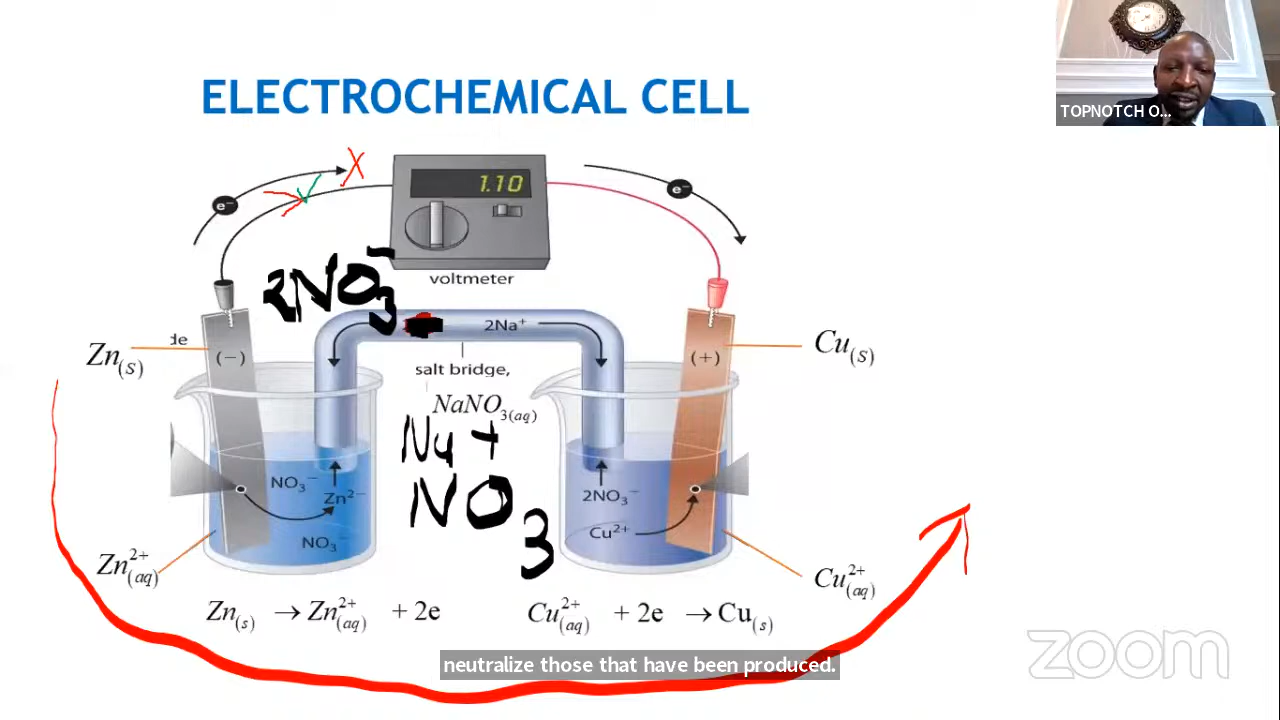 TOPNOTCH O...
ELECTROCHEMICAL CELL
e⁻
X
1.10
e⁻
voltmeter
2NO₃⁻
2Na⁺
de
Zn(s)
(−)
(+)
Cu(s)
salt bridge,
NaNO₃(aq)
Na +
NO₃
NO₃⁻
Zn²⁻
NO₃⁻
2NO₃⁻
Cu²⁺
Zn²⁺(aq)
Cu²⁺(aq)
Zn(s) → Zn²⁺(aq) + 2e
Cu²⁺(aq) + 2e → Cu(s)
neutralize those that have been produced.
zoom